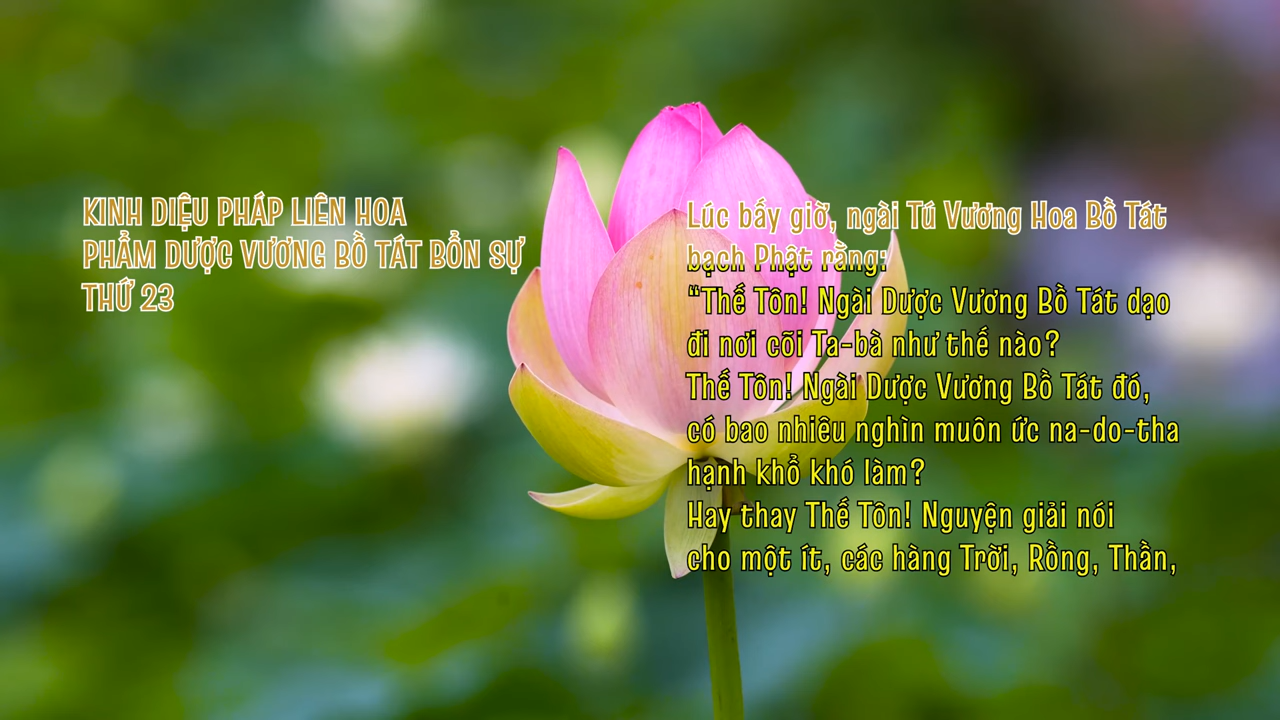 KINH DIỆU PHÁP LIÊN HOA
PHẨM DƯỢC VƯƠNG BỒ TÁT BỔN SỰ
THỨ 23
Lúc bấy giờ, ngài Tú Vương Hoa Bồ Tát
bạch Phật rằng:
“Thế Tôn! Ngài Dược Vương Bồ Tát dạo
đi nơi cõi Ta-bà như thế nào?
Thế Tôn! Ngài Dược Vương Bồ Tát đó,
có bao nhiêu nghìn muôn ức na-do-tha
hạnh khổ khó làm?
Hay thay Thế Tôn! Nguyện giải nói
cho một ít, các hàng Trời, Rồng, Thần,